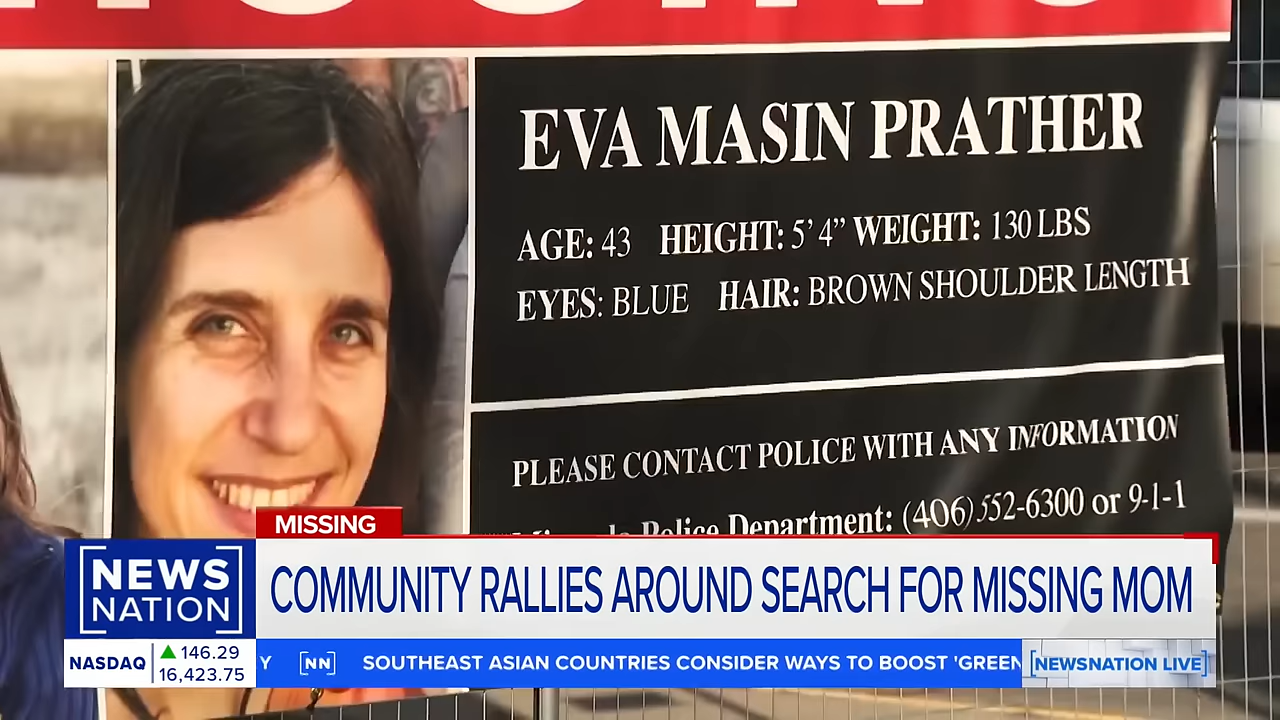 EVA MASIN PRATHER
AGE: 43 HEIGHT: 5' 4" WEIGHT: 130 LBS
EYES: BLUE HAIR: BROWN SHOULDER LENGTH
PLEASE CONTACT POLICE WITH ANY INFORMATION
Police Department: (406) 552-6300 or 9-1-1
MISSING
NEWS
NATION
COMMUNITY RALLIES AROUND SEARCH FOR MISSING MOM
NASDAQ ▲ 146.29
16,423.75
Y [NN] SOUTHEAST ASIAN COUNTRIES CONSIDER WAYS TO BOOST 'GREEN
[NEWSNATION LIVE]